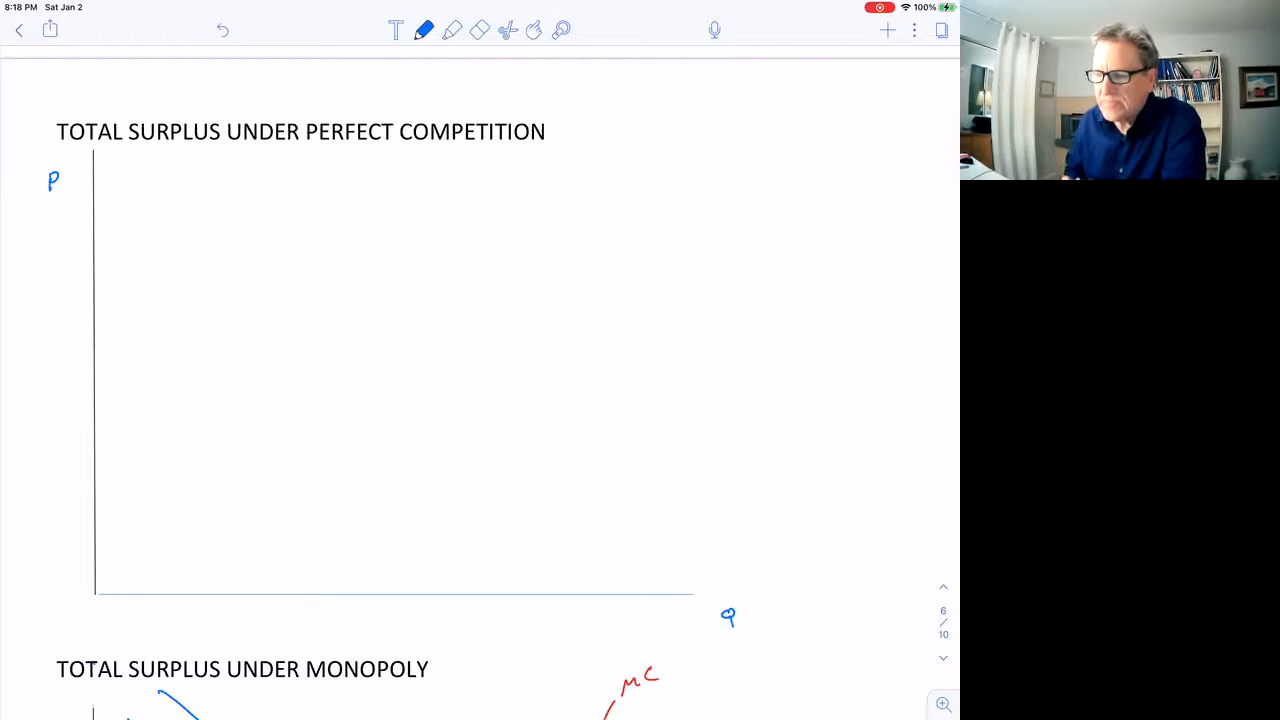 8:18 PM Sat Jan 2
100%
T
TOTAL SURPLUS UNDER PERFECT COMPETITION
P
6
/
10
Q
TOTAL SURPLUS UNDER MONOPOLY
MC